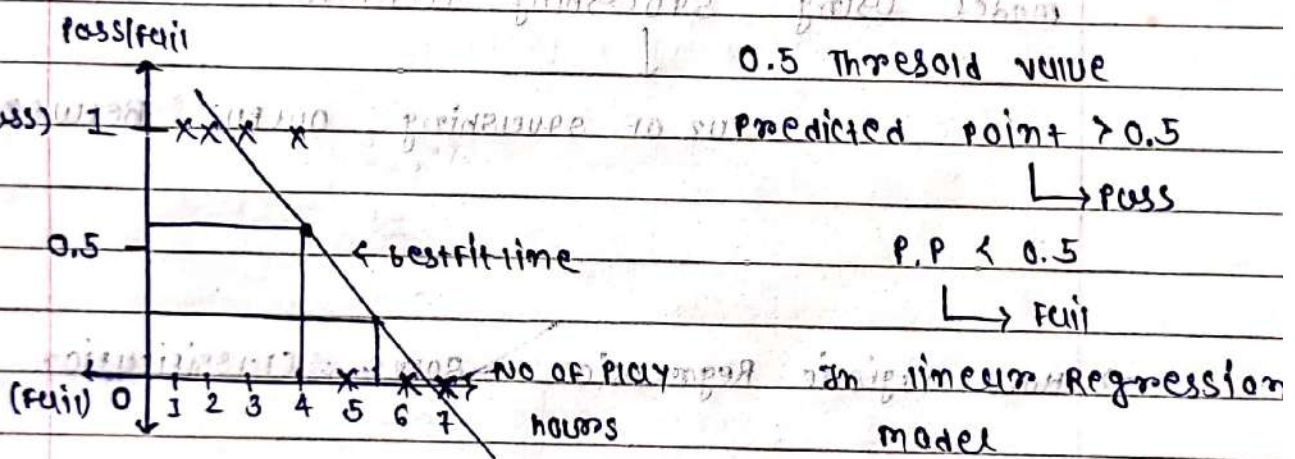 Pass/Fail
0.5 Thresold value
1
Predicted point > 0.5
↳ Pass
0.5
← bestfit line
P.P < 0.5
↳ Fail
(Fail) 0 1 2 3 4 5 6 7
No of Play hours
In linear Regression model